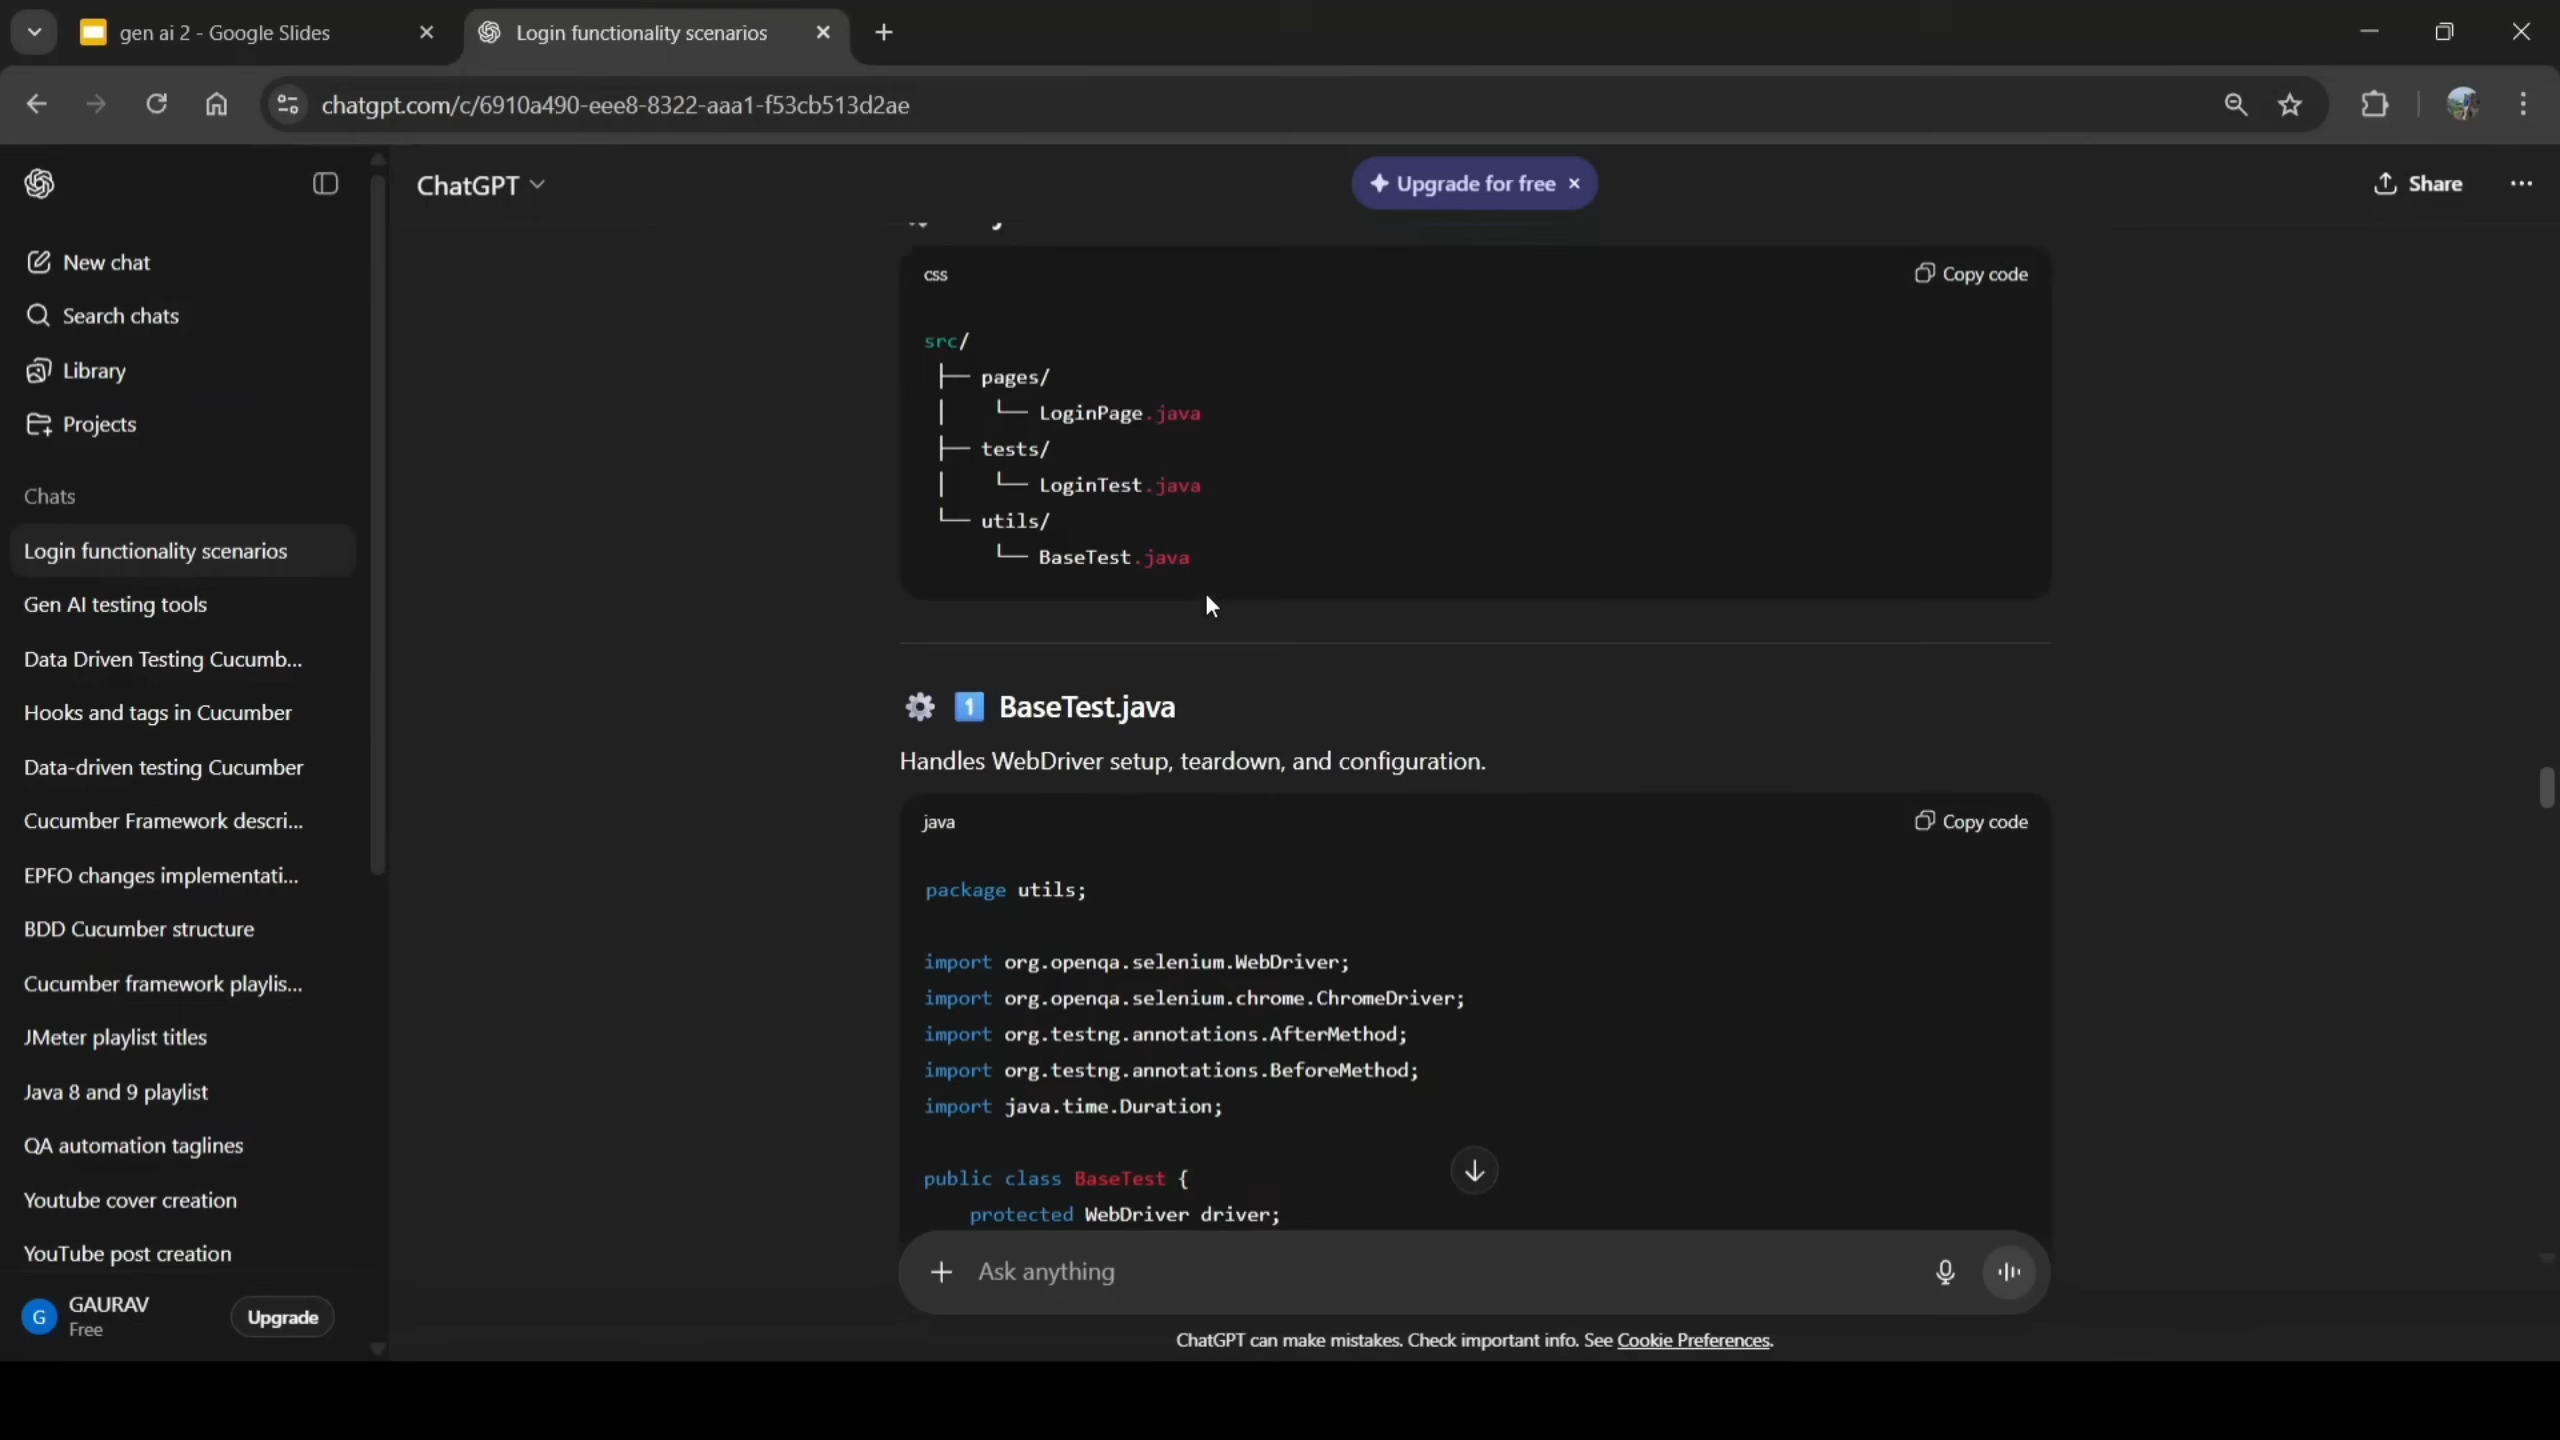 gen ai 2 - Google Slides
Login functionality scenarios
chatgpt.com/c/6910a490-eee8-8322-aaa1-f53cb513d2ae
ChatGPT
Upgrade for free
Share
New chat
Search chats
Library
Projects
Chats
Login functionality scenarios
Gen AI testing tools
Data Driven Testing Cucumb...
Hooks and tags in Cucumber
Data-driven testing Cucumber
Cucumber Framework descri...
EPFO changes implementati...
BDD Cucumber structure
Cucumber framework playlis...
JMeter playlist titles
Java 8 and 9 playlist
QA automation taglines
Youtube cover creation
YouTube post creation
G
GAURAV
Free
Upgrade
css
Copy code
src/
├── pages/
│    └── LoginPage.java
├── tests/
│    └── LoginTest.java
└── utils/
     └── BaseTest.java
1 BaseTest.java
Handles WebDriver setup, teardown, and configuration.
java
Copy code
package utils;
import org.openqa.selenium.WebDriver;
import org.openqa.selenium.chrome.ChromeDriver;
import org.testng.annotations.AfterMethod;
import org.testng.annotations.BeforeMethod;
import java.time.Duration;
public class BaseTest {
    protected WebDriver driver;
Ask anything
ChatGPT can make mistakes. Check important info. See Cookie Preferences.